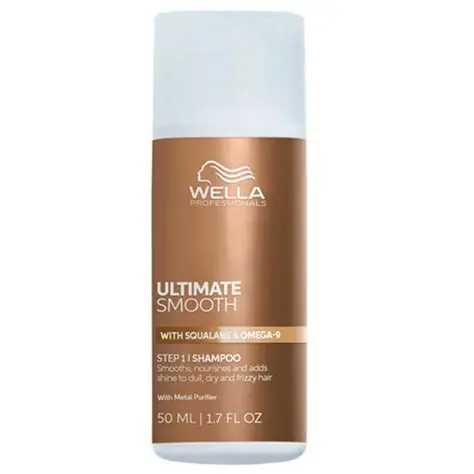 WELLA
PROFESSIONALS
ULTIMATE
SMOOTH
WITH SQUALANE & OMEGA-9
STEP 1 | SHAMPOO
Smooths, nourishes and adds
shine to dull, dry and frizzy hair
With Metal Purifier
50 ML | 1.7 FL OZ